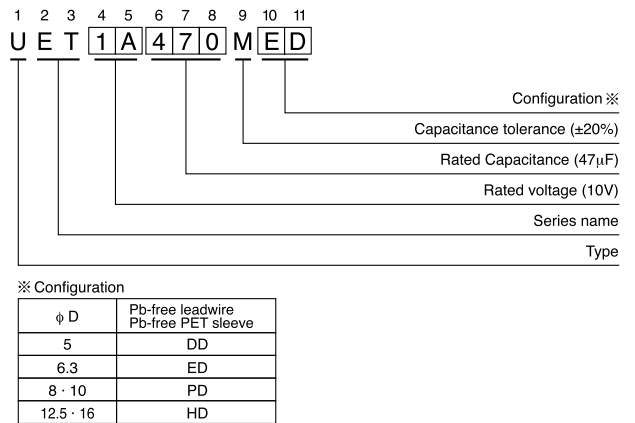 1 2 3 4 5 6 7 8 9 10 11
U E T 1 A 4 7 0 M E D
Configuration ※
Capacitance tolerance (±20%)
Rated Capacitance (47μF)
Rated voltage (10V)
Series name
Type
※ Configuration
ϕ D Pb-free leadwire
Pb-free PET sleeve
5 DD
6.3 ED
8 · 10 PD
12.5 · 16 HD